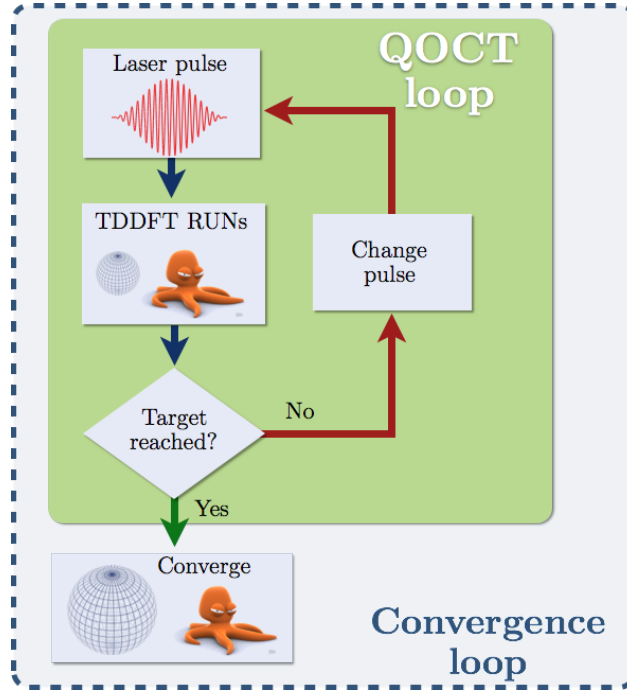 QOCT
loop
Laser pulse
TDDFT RUNs
Change
pulse
Target
reached?
No
Yes
Converge
Convergence
loop